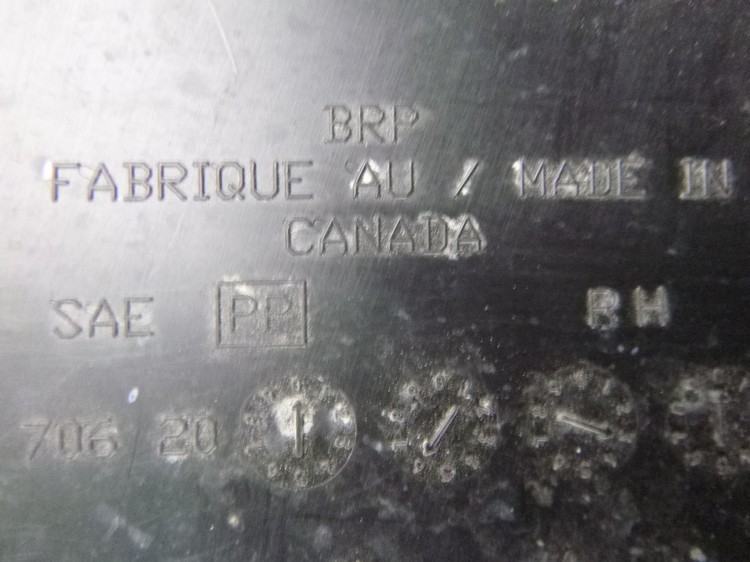 BRP
FABRIQUE AU / MADE IN
CANADA
SAE PP RH
706 20